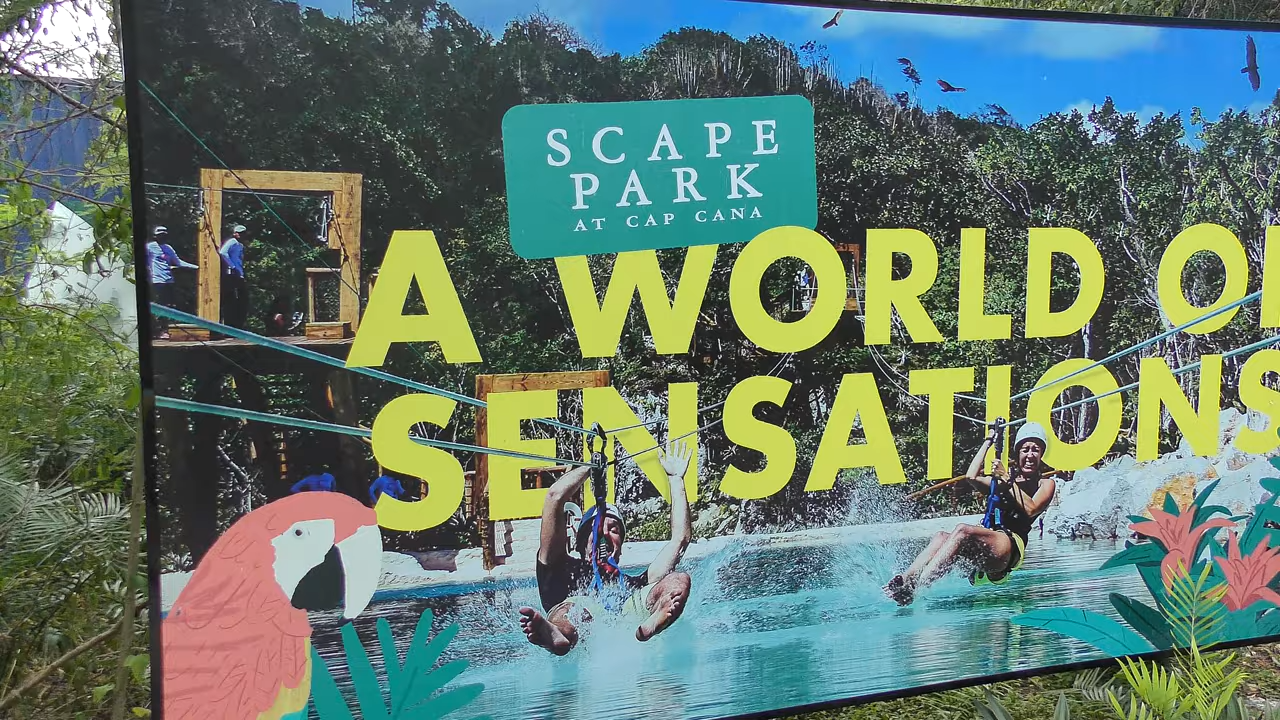 SCAPE
PARK
AT CAP CANA
A WORLD
SENSATIONS